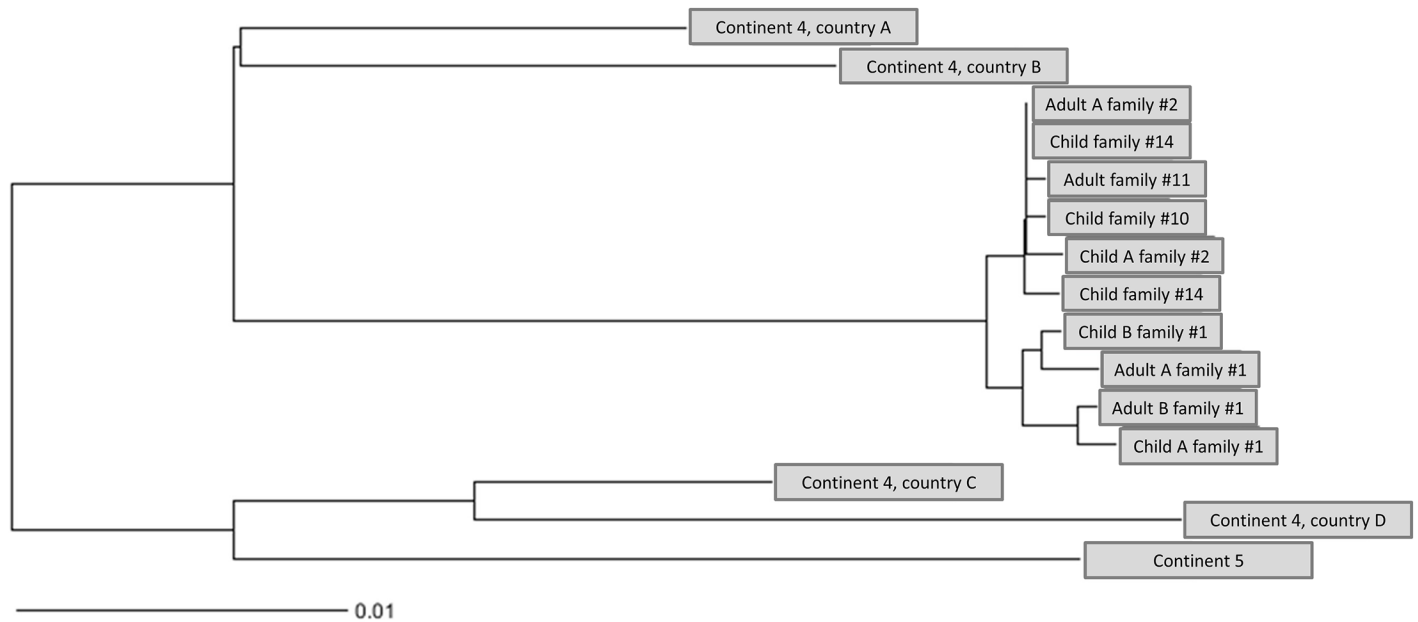 Continent 4, country A
Continent 4, country B
Adult A family #2
Child family #14
Adult family #11
Child family #10
Child A family #2
Child family #14
Child B family #1
Adult A family #1
Adult B family #1
Child A family #1
Continent 4, country C
Continent 4, country D
Continent 5
0.01